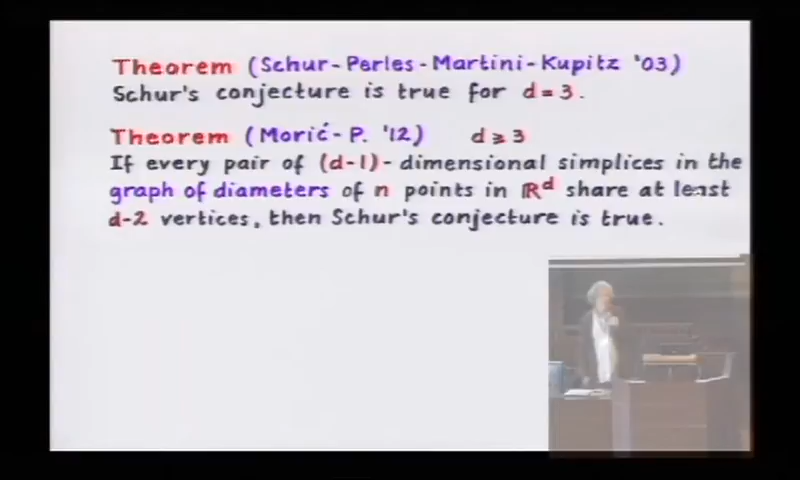 Theorem (Schur-Perles-Martini-Kupitz '03)
Schur's conjecture is true for d = 3.
Theorem (Morić-P. '12) d ≥ 3
If every pair of (d-1)-dimensional simplices in the
graph of diameters of n points in ℝᵈ share at least
d-2 vertices, then Schur's conjecture is true.